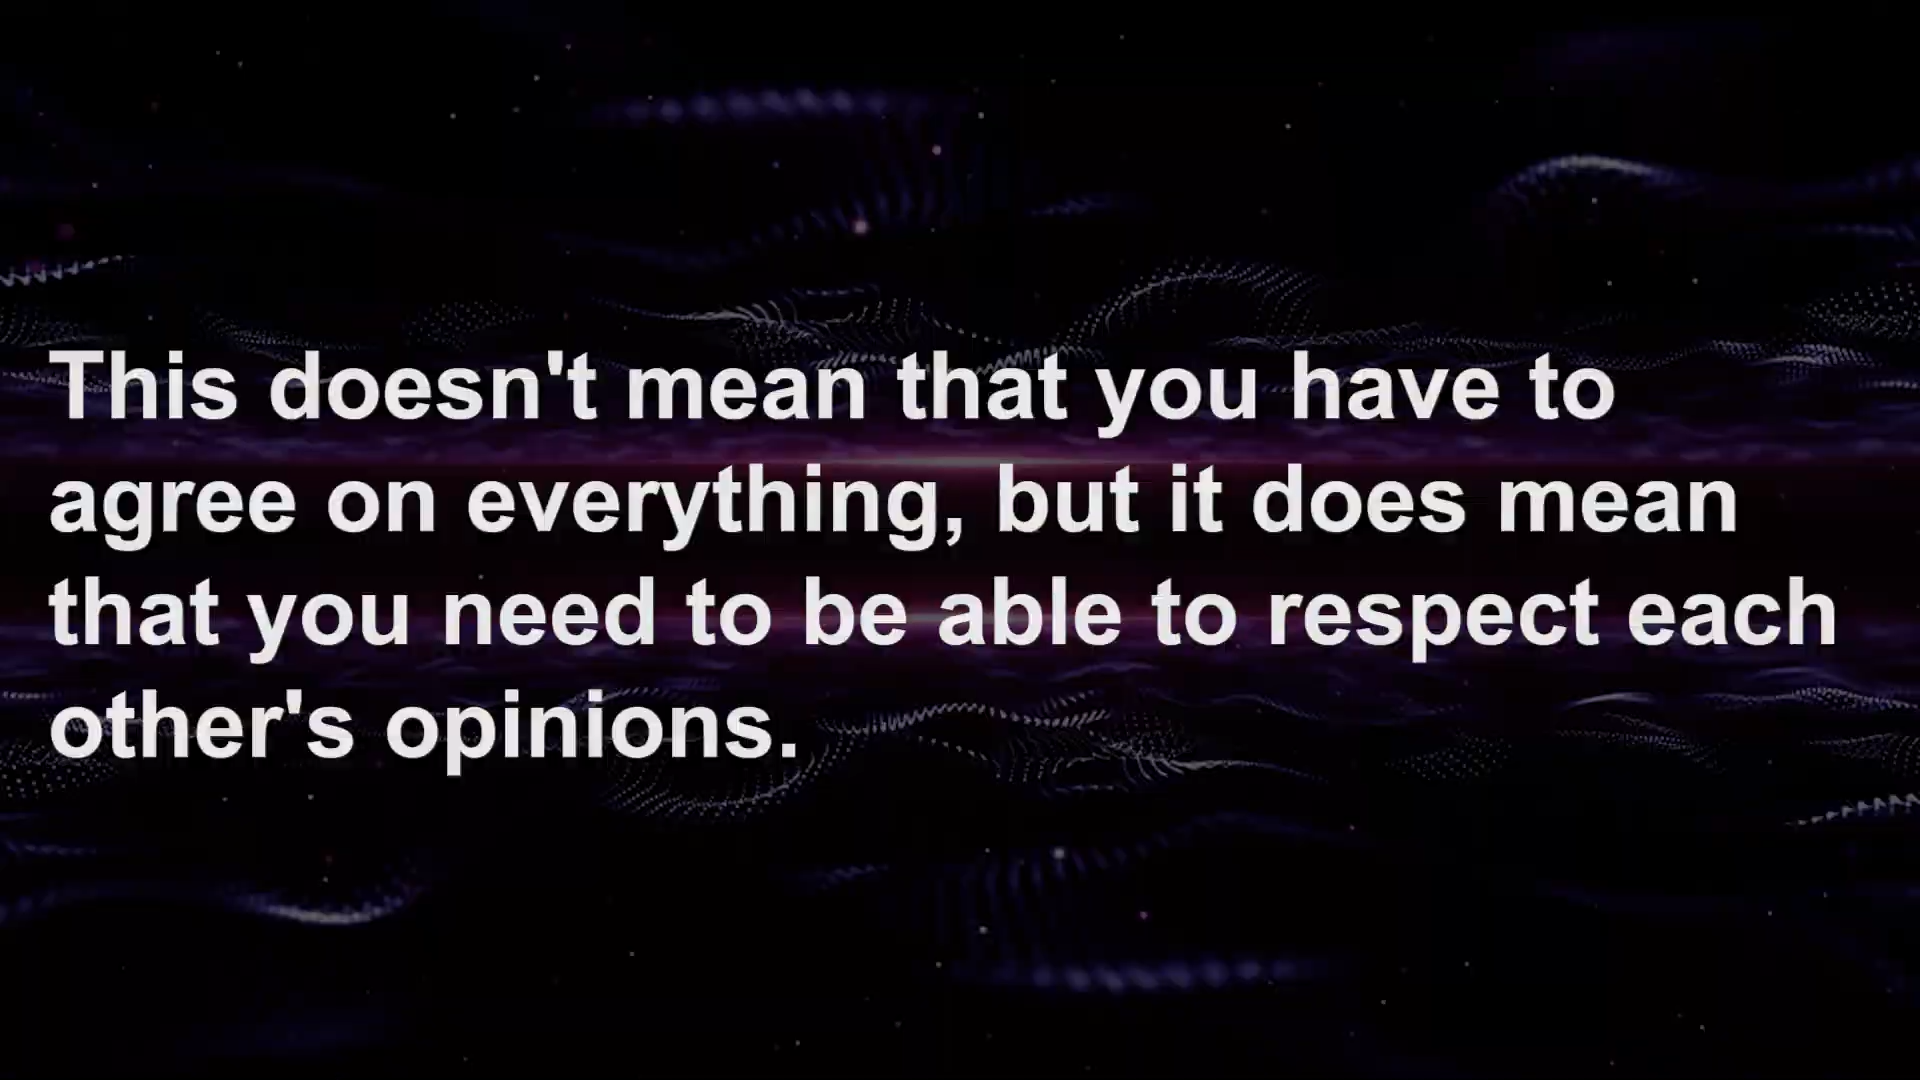 This doesn't mean that you have to
agree on everything, but it does mean
that you need to be able to respect each
other's opinions.